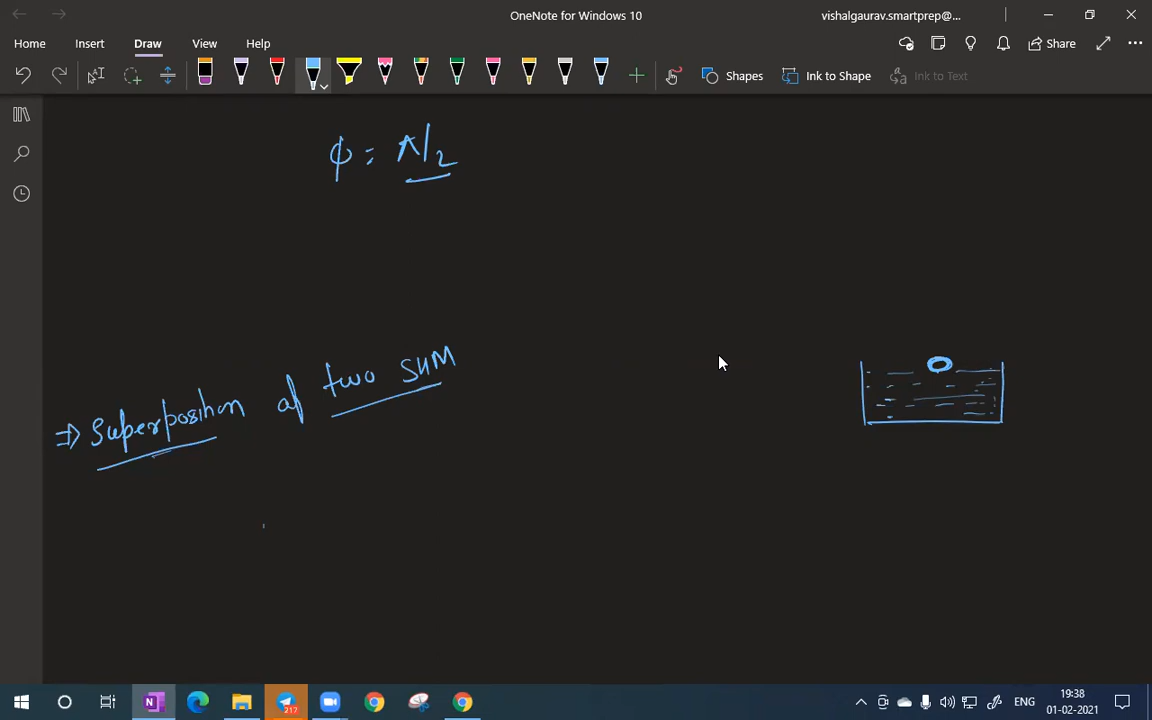 OneNote for Windows 10
vishalgaurav.smartprep@...
Home Insert Draw View Help
Share
Shapes Ink to Shape Ink to Text
φ = π/2
⇒ Superposition of two SHM
217
ENG
19:38
01-02-2021